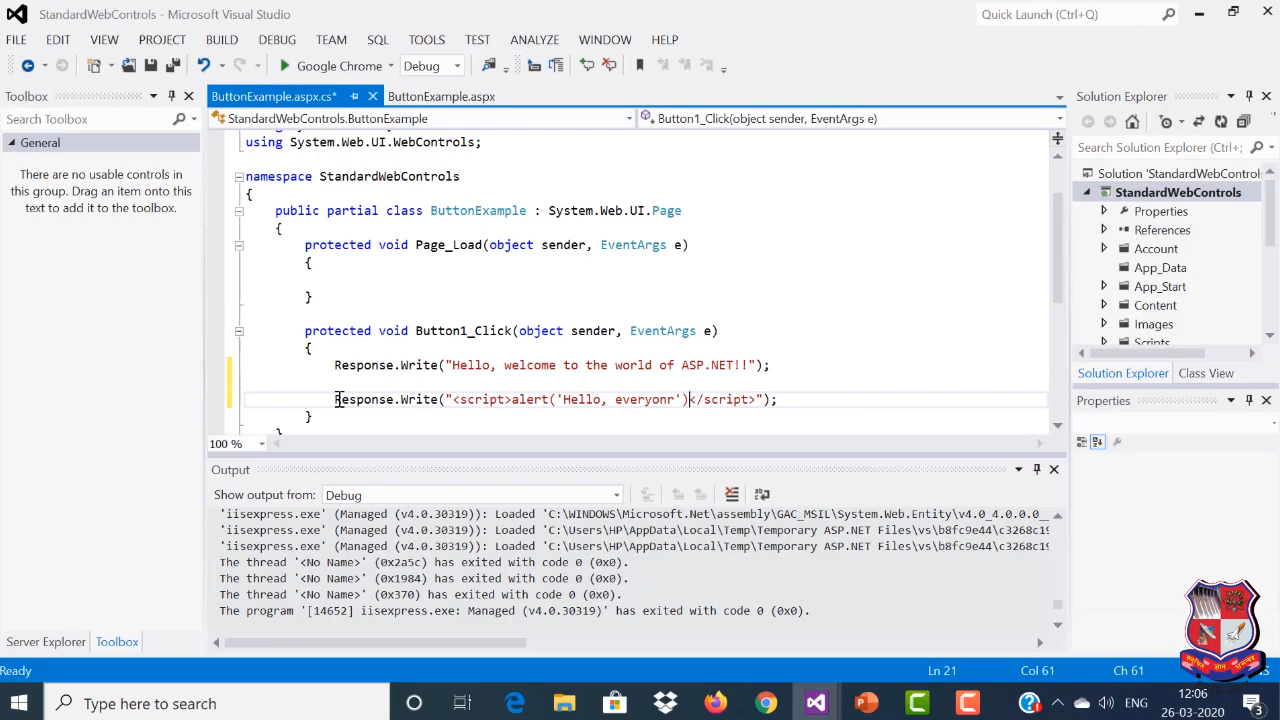 StandardWebControls - Microsoft Visual Studio
Quick Launch (Ctrl+Q)
FILE EDIT VIEW PROJECT BUILD DEBUG TEAM SQL TOOLS TEST ANALYZE WINDOW HELP
Google Chrome Debug
Toolbox
Search Toolbox
General
There are no usable controls in
this group. Drag an item onto this
text to add it to the toolbox.
Server Explorer Toolbox
ButtonExample.aspx.cs* ButtonExample.aspx
StandardWebControls.ButtonExample Button1_Click(object sender, EventArgs e)
using System.Web.UI.WebControls;
namespace StandardWebControls
{
public partial class ButtonExample : System.Web.UI.Page
{
protected void Page_Load(object sender, EventArgs e)
{
}
protected void Button1_Click(object sender, EventArgs e)
{
Response.Write("Hello, welcome to the world of ASP.NET!!");
Response.Write("<script>alert('Hello, everyonr')</script>");
}
}
100 %
Output
Show output from: Debug
'iisexpress.exe' (Managed (v4.0.30319)): Loaded 'C:\WINDOWS\Microsoft.Net\assembly\GAC_MSIL\System.Web.Entity\v4.0_4.0.0.0__
'iisexpress.exe' (Managed (v4.0.30319)): Loaded 'C:\Users\HP\AppData\Local\Temp\Temporary ASP.NET Files\vs\b8fc9e44\c3268c19
'iisexpress.exe' (Managed (v4.0.30319)): Loaded 'C:\Users\HP\AppData\Local\Temp\Temporary ASP.NET Files\vs\b8fc9e44\c3268c19
The thread '<No Name>' (0x2a5c) has exited with code 0 (0x0).
The thread '<No Name>' (0x1984) has exited with code 0 (0x0).
The thread '<No Name>' (0x370) has exited with code 0 (0x0).
The program '[14652] iisexpress.exe: Managed (v4.0.30319)' has exited with code 0 (0x0).
Solution Explorer
Search Solution Explorer (Ctrl+;
Solution 'StandardWebControl
StandardWebControls
Properties
References
Account
App_Data
App_Start
Content
Images
Scripts
Solution Explorer Class View
Properties
Ready Ln 21 Col 61 Ch 61
Type here to search
ENG
12:06
26-03-2020
3